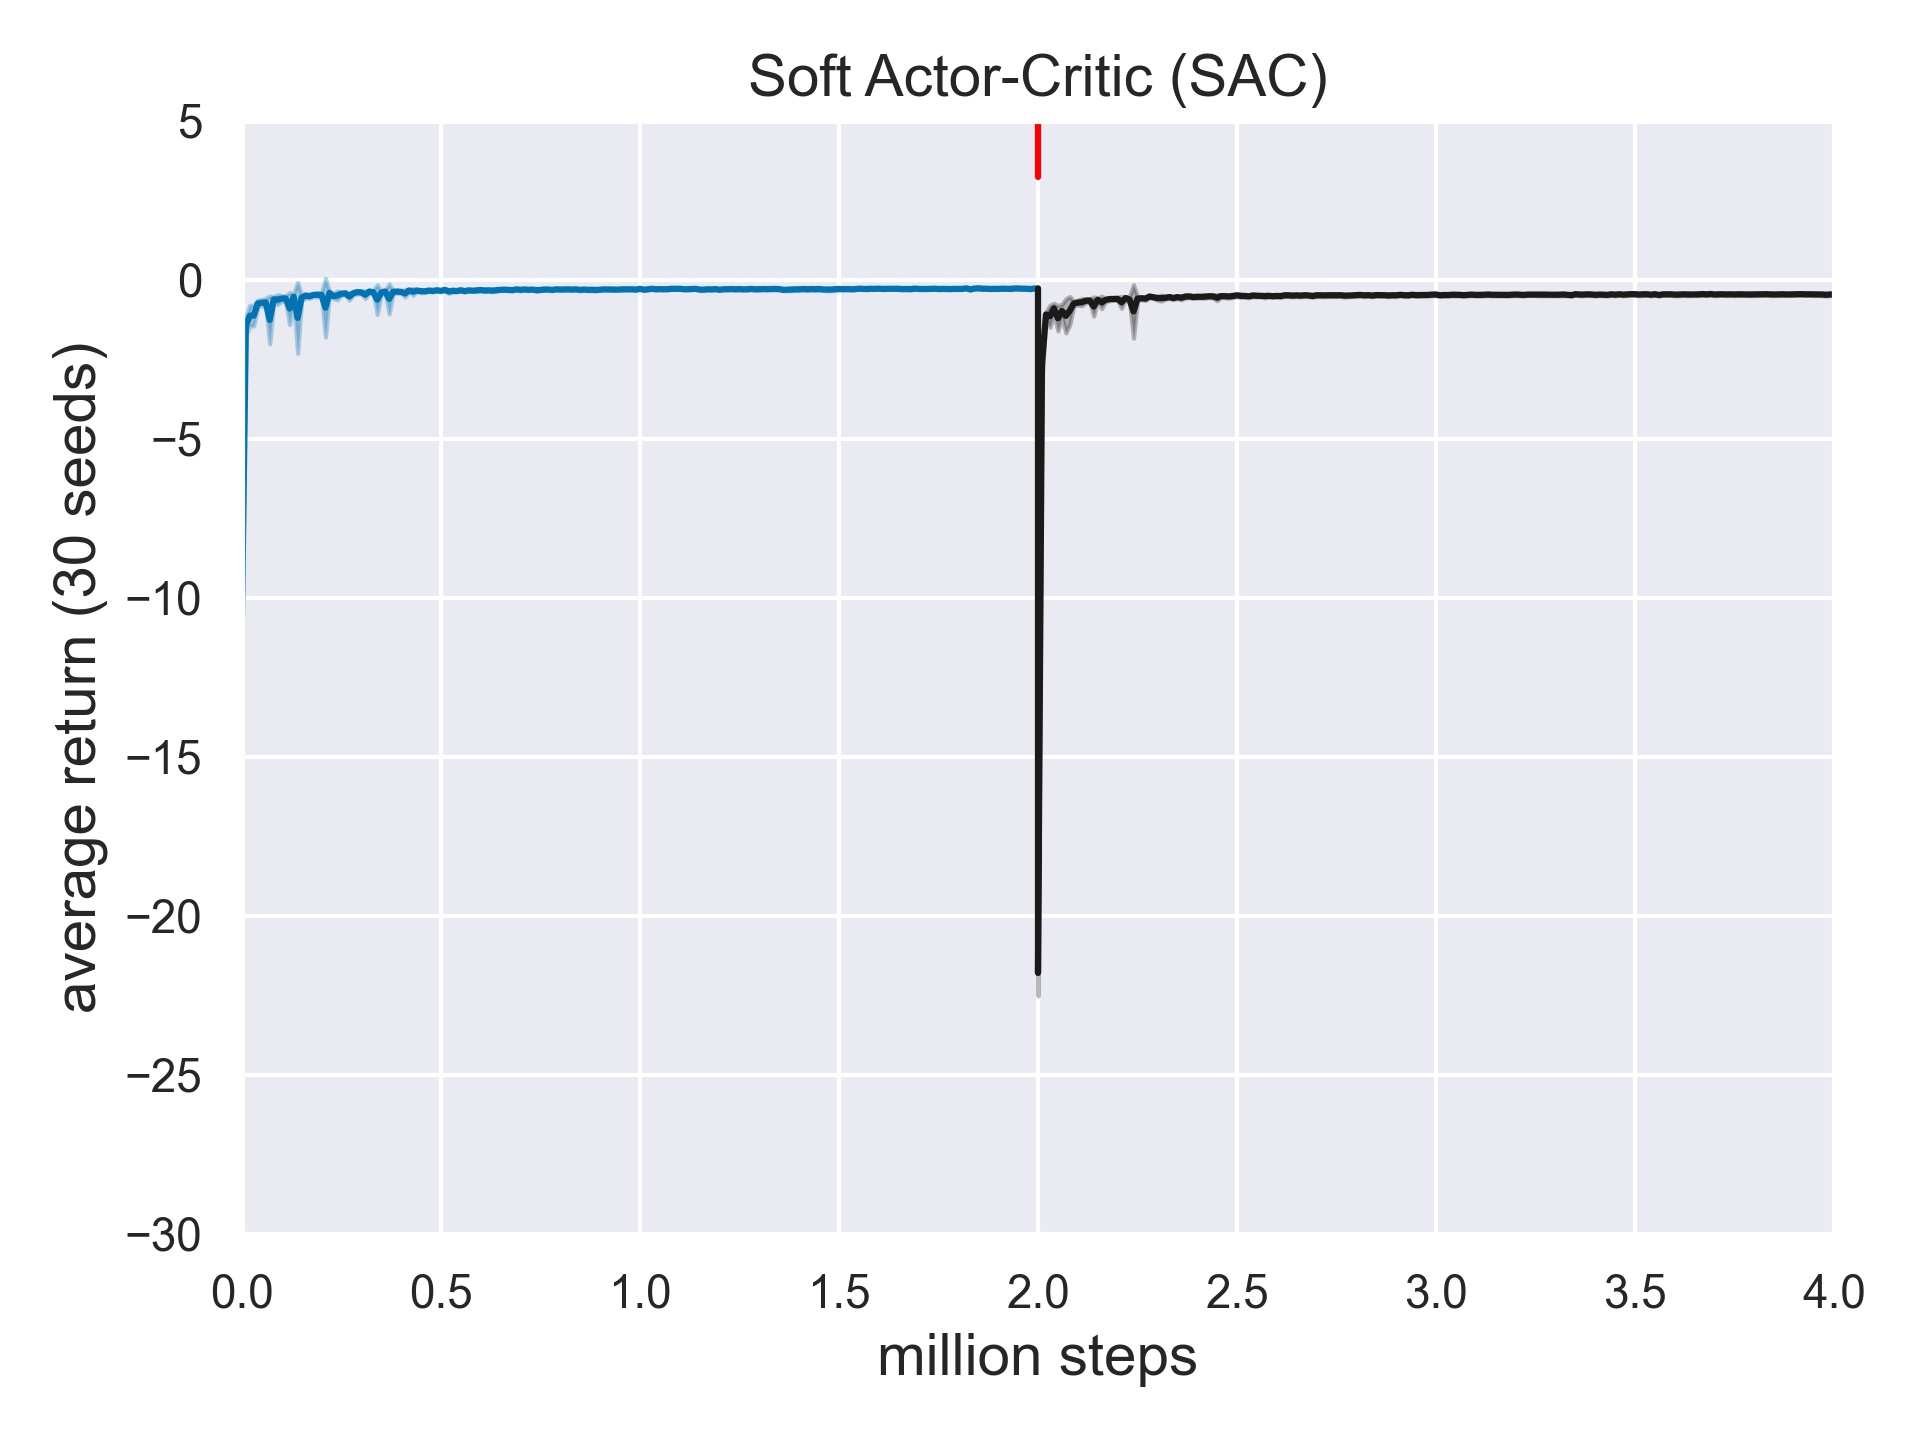 Soft Actor-Critic (SAC)
5
0
−5
−10
−15
−20
−25
−30
average return (30 seeds)
0.0 0.5 1.0 1.5 2.0 2.5 3.0 3.5 4.0
million steps